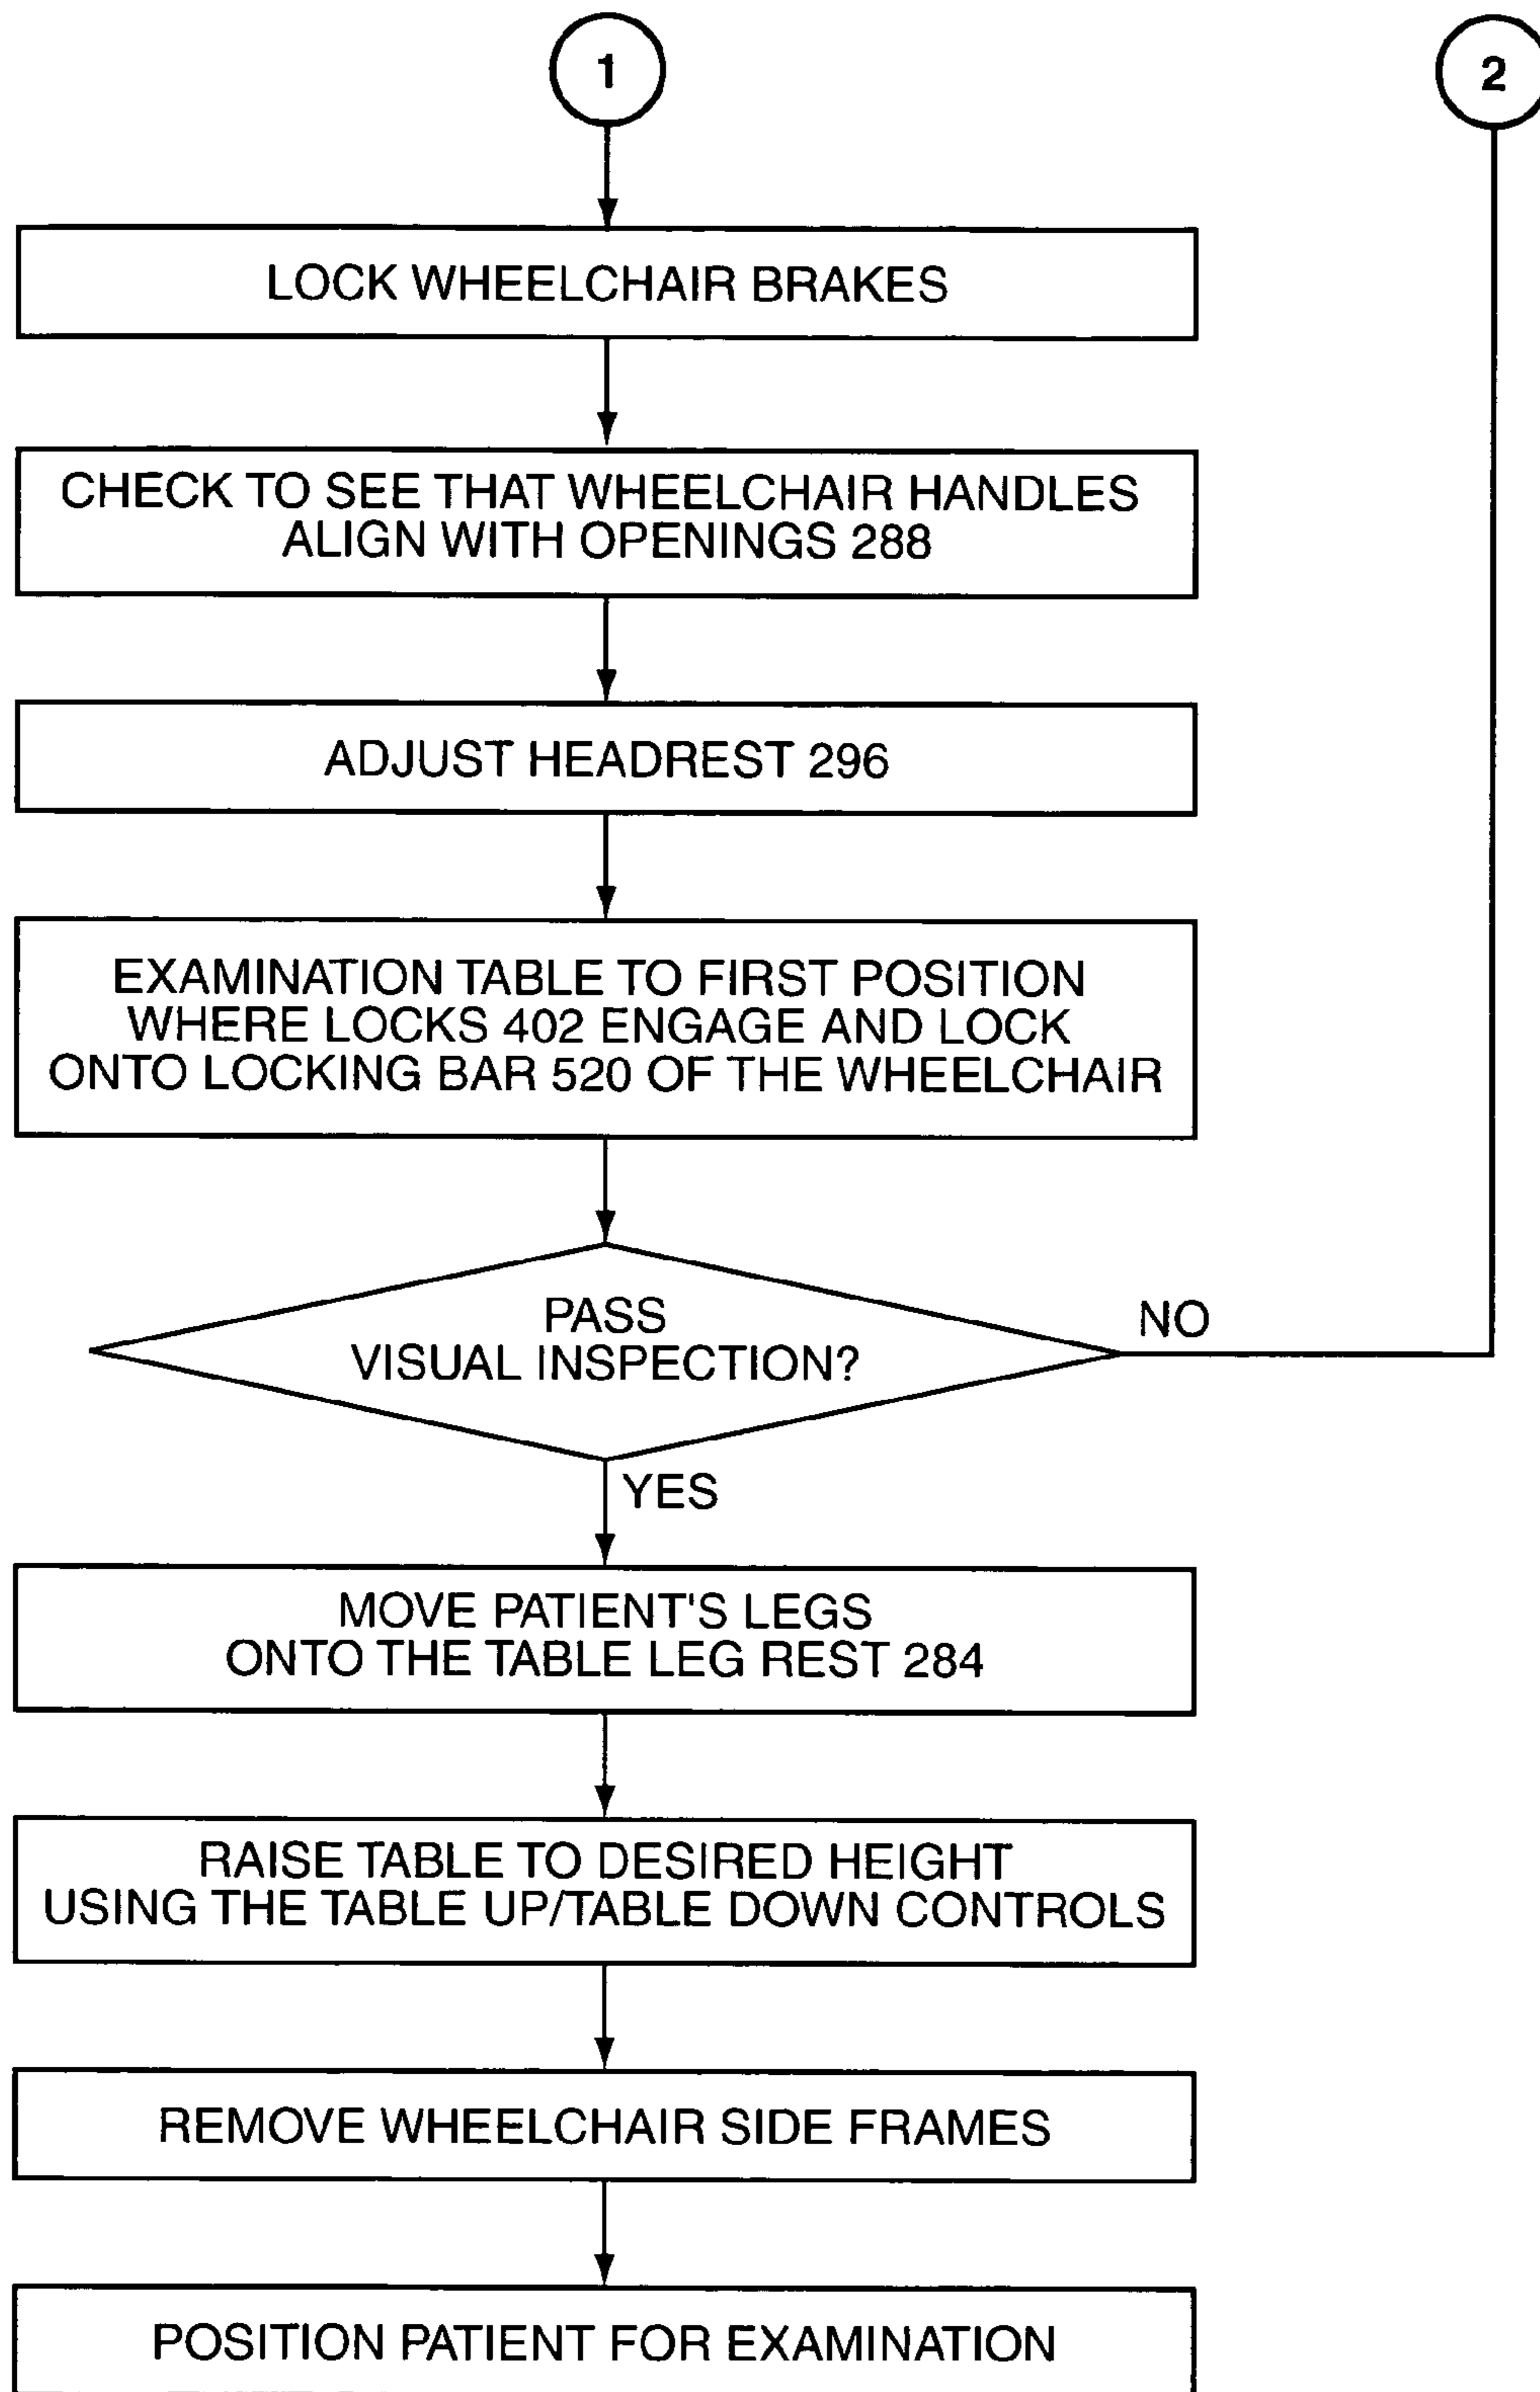 1
2
LOCK WHEELCHAIR BRAKES
CHECK TO SEE THAT WHEELCHAIR HANDLES
ALIGN WITH OPENINGS 288
ADJUST HEADREST 296
EXAMINATION TABLE TO FIRST POSITION
WHERE LOCKS 402 ENGAGE AND LOCK
ONTO LOCKING BAR 520 OF THE WHEELCHAIR
PASS
VISUAL INSPECTION?
NO
YES
MOVE PATIENT'S LEGS
ONTO THE TABLE LEG REST 284
RAISE TABLE TO DESIRED HEIGHT
USING THE TABLE UP/TABLE DOWN CONTROLS
REMOVE WHEELCHAIR SIDE FRAMES
POSITION PATIENT FOR EXAMINATION